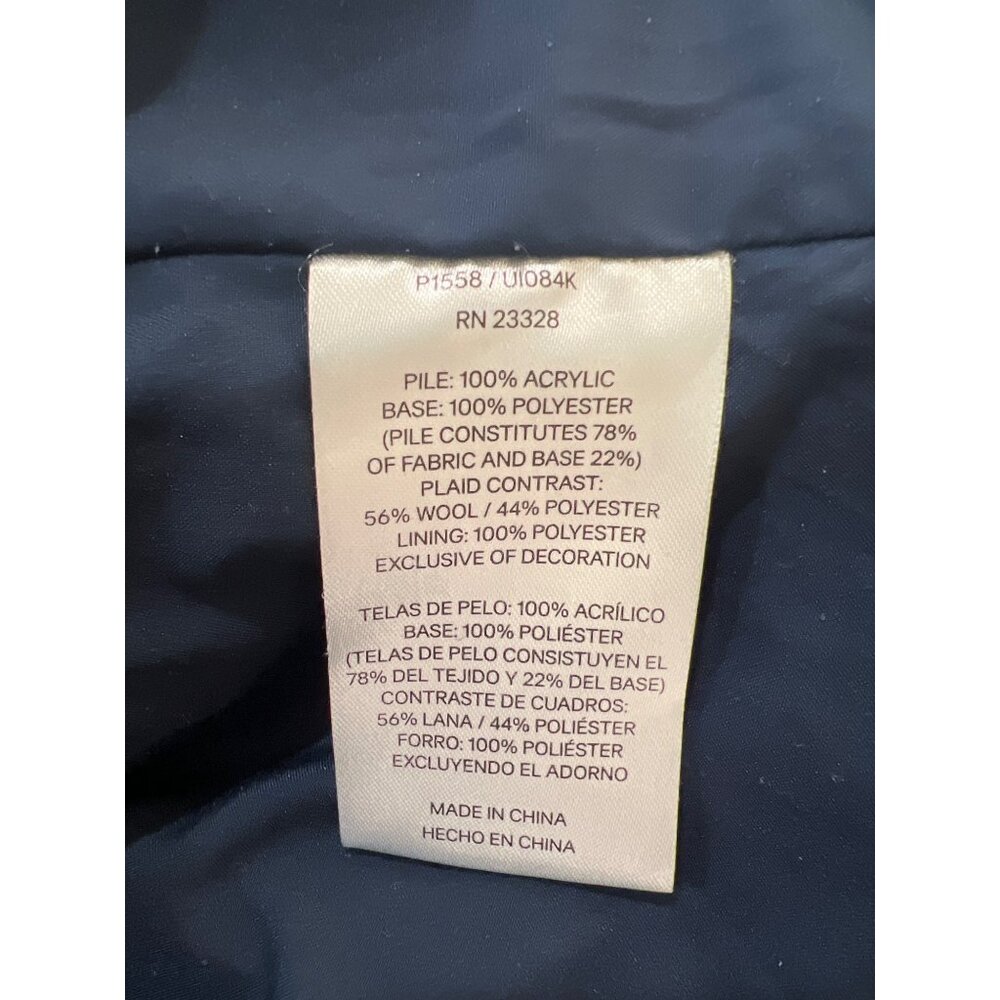 P1558 / UI084K
RN 23328
PILE: 100% ACRYLIC
BASE: 100% POLYESTER
(PILE CONSTITUTES 78%
OF FABRIC AND BASE 22%)
PLAID CONTRAST:
56% WOOL / 44% POLYESTER
LINING: 100% POLYESTER
EXCLUSIVE OF DECORATION
TELAS DE PELO: 100% ACRÍLICO
BASE: 100% POLIÉSTER
(TELAS DE PELO CONSISTUYEN EL
78% DEL TEJIDO Y 22% DEL BASE)
CONTRASTE DE CUADROS:
56% LANA / 44% POLIÉSTER
FORRO: 100% POLIÉSTER
EXCLUYENDO EL ADORNO
MADE IN CHINA
HECHO EN CHINA